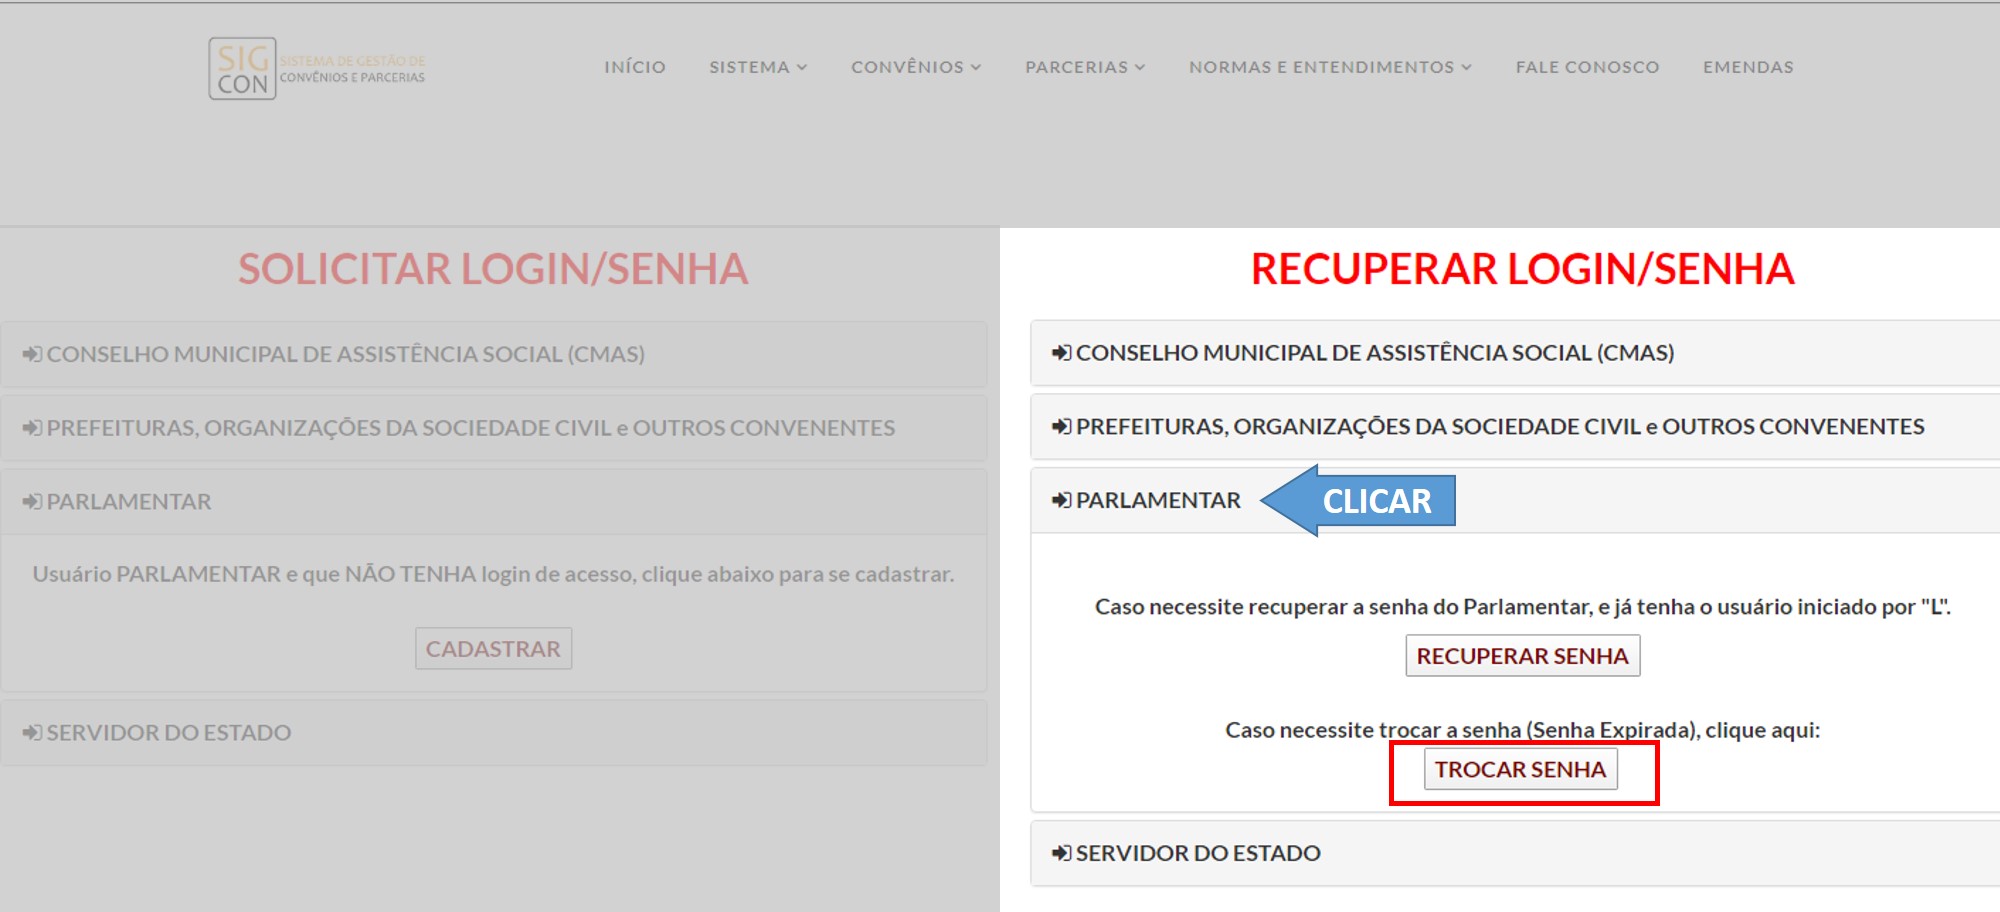 SIG
CON
SISTEMA DE GESTÃO DE
CONVÊNIOS E PARCERIAS
INÍCIO
SISTEMA
CONVÊNIOS
PARCERIAS
NORMAS E ENTENDIMENTOS
FALE CONOSCO
EMENDAS
SOLICITAR LOGIN/SENHA
CONSELHO MUNICIPAL DE ASSISTÊNCIA SOCIAL (CMAS)
PREFEITURAS, ORGANIZAÇÕES DA SOCIEDADE CIVIL e OUTROS CONVENENTES
PARLAMENTAR
Usuário PARLAMENTAR e que NÃO TENHA login de acesso, clique abaixo para se cadastrar.
CADASTRAR
SERVIDOR DO ESTADO
RECUPERAR LOGIN/SENHA
CONSELHO MUNICIPAL DE ASSISTÊNCIA SOCIAL (CMAS)
PREFEITURAS, ORGANIZAÇÕES DA SOCIEDADE CIVIL e OUTROS CONVENENTES
PARLAMENTAR
CLICAR
Caso necessite recuperar a senha do Parlamentar, e já tenha o usuário iniciado por "L".
RECUPERAR SENHA
Caso necessite trocar a senha (Senha Expirada), clique aqui:
TROCAR SENHA
SERVIDOR DO ESTADO